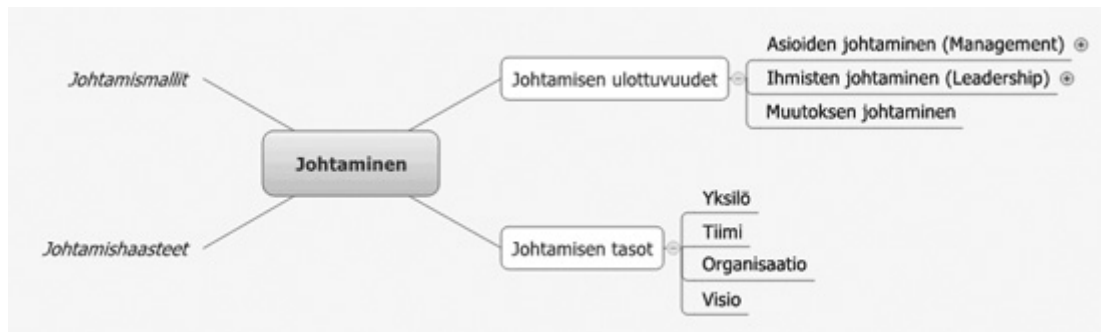 Johtaminen
Johtamismallit
Johtamishaasteet
Johtamisen ulottuvuudet
Asioiden johtaminen (Management)
Ihmisten johtaminen (Leadership)
Muutoksen johtaminen
Johtamisen tasot
Yksilö
Tiimi
Organisaatio
Visio